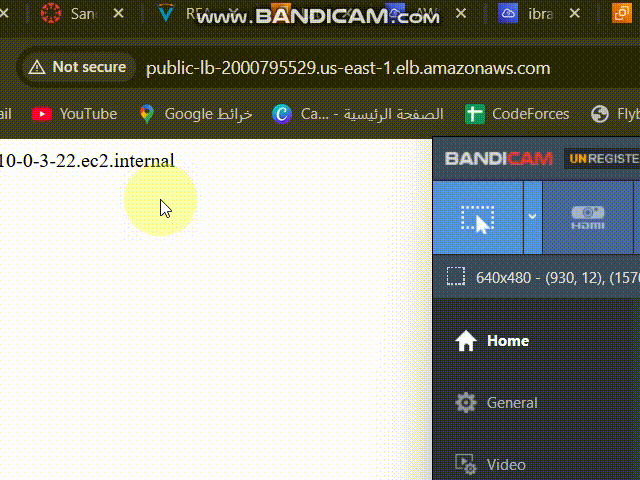 www.BANDICAM.com
San
AW
ibra
Not secure
public-lb-2000795529.us-east-1.elb.amazonaws.com
ail
YouTube
خرائط Google
Ca... - الصفحة الرئيسية
CodeForces
Flyb
10-0-3-22.ec2.internal
BANDICAM
UNREGISTE
HDMI
640x480 - (930, 12), (1570
Home
General
Video